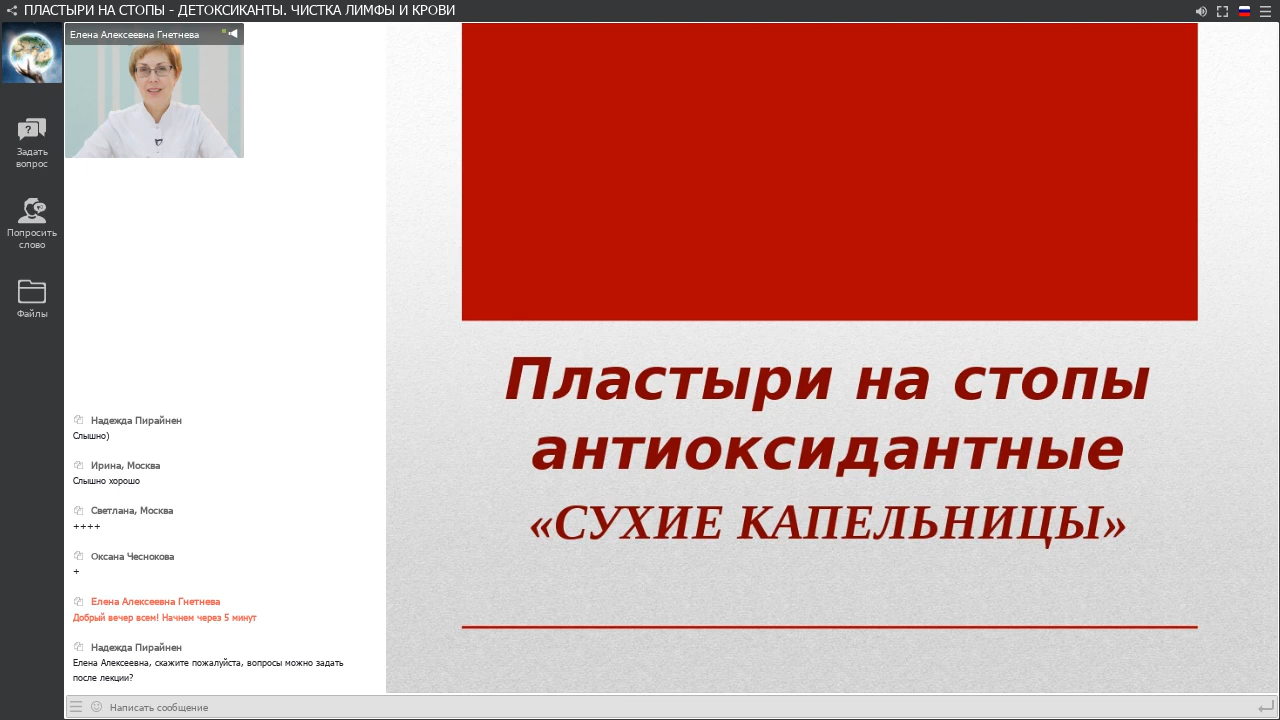 ПЛАСТЫРИ НА СТОПЫ - ДЕТОКСИКАНТЫ. ЧИСТКА ЛИМФЫ И КРОВИ
Елена Алексеевна Гнетнева
Задать
вопрос
Попросить
слово
Файлы
Надежда Пирайнен
Слышно)
Ирина, Москва
Слышно хорошо
Светлана, Москва
++++
Оксана Чеснокова
+
Елена Алексеевна Гнетнева
Добрый вечер всем! Начнем через 5 минут
Надежда Пирайнен
Елена Алексеевна, скажите пожалуйста, вопросы можно задать
после лекции?
Написать сообщение
Пластыри на стопы
антиоксидантные
«СУХИЕ КАПЕЛЬНИЦЫ»